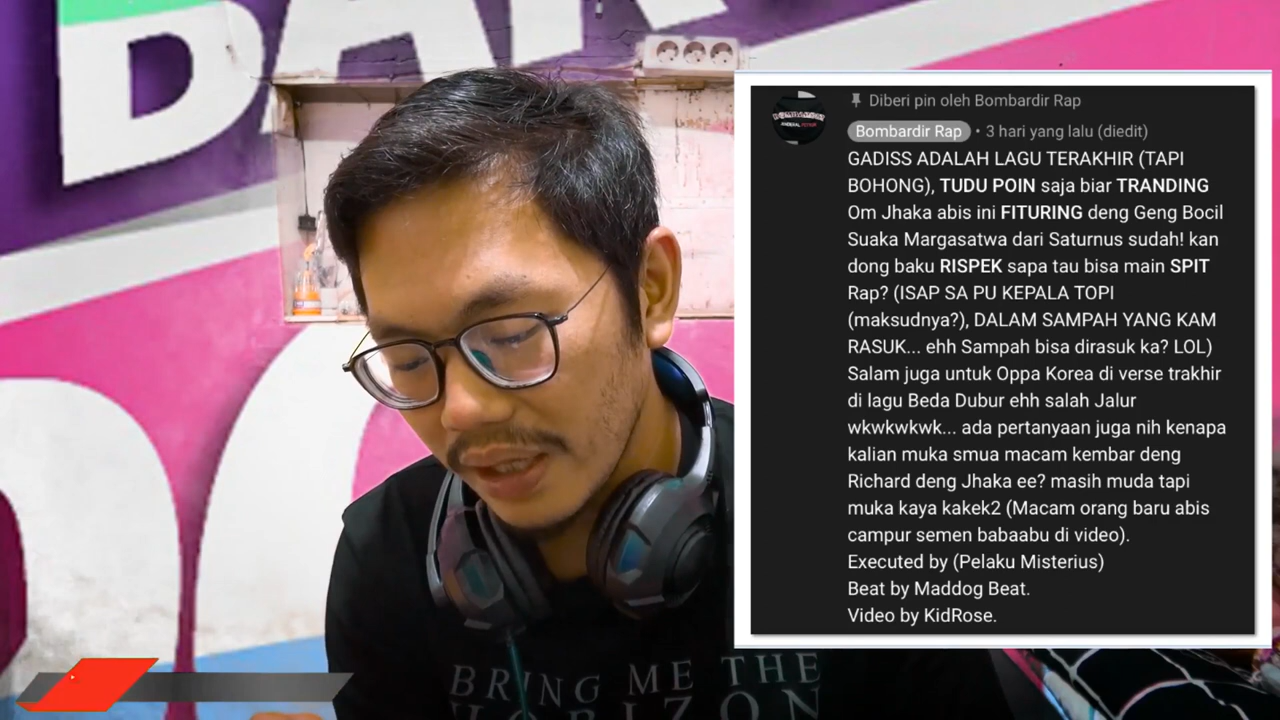 BAR
Diberi pin oleh Bombardir Rap
Bombardir Rap • 3 hari yang lalu (diedit)
GADISS ADALAH LAGU TERAKHIR (TAPI
BOHONG), TUDU POIN saja biar TRANDING
Om Jhaka abis ini FITURING deng Geng Bocil
Suaka Margasatwa dari Saturnus sudah! kan
dong baku RISPEK sapa tau bisa main SPIT
Rap? (ISAP SA PU KEPALA TOPI
(maksudnya?), DALAM SAMPAH YANG KAM
RASUK... ehh Sampah bisa dirasuk ka? LOL)
Salam juga untuk Oppa Korea di verse trakhir
di lagu Beda Dubur ehh salah Jalur
wkwkwkwk... ada pertanyaan juga nih kenapa
kalian muka smua macam kembar deng
Richard deng Jhaka ee? masih muda tapi
muka kaya kakek2 (Macam orang baru abis
campur semen babaabu di video).
Executed by (Pelaku Misterius)
Beat by Maddog Beat.
Video by KidRose.
BRING ME THE
HORIZON